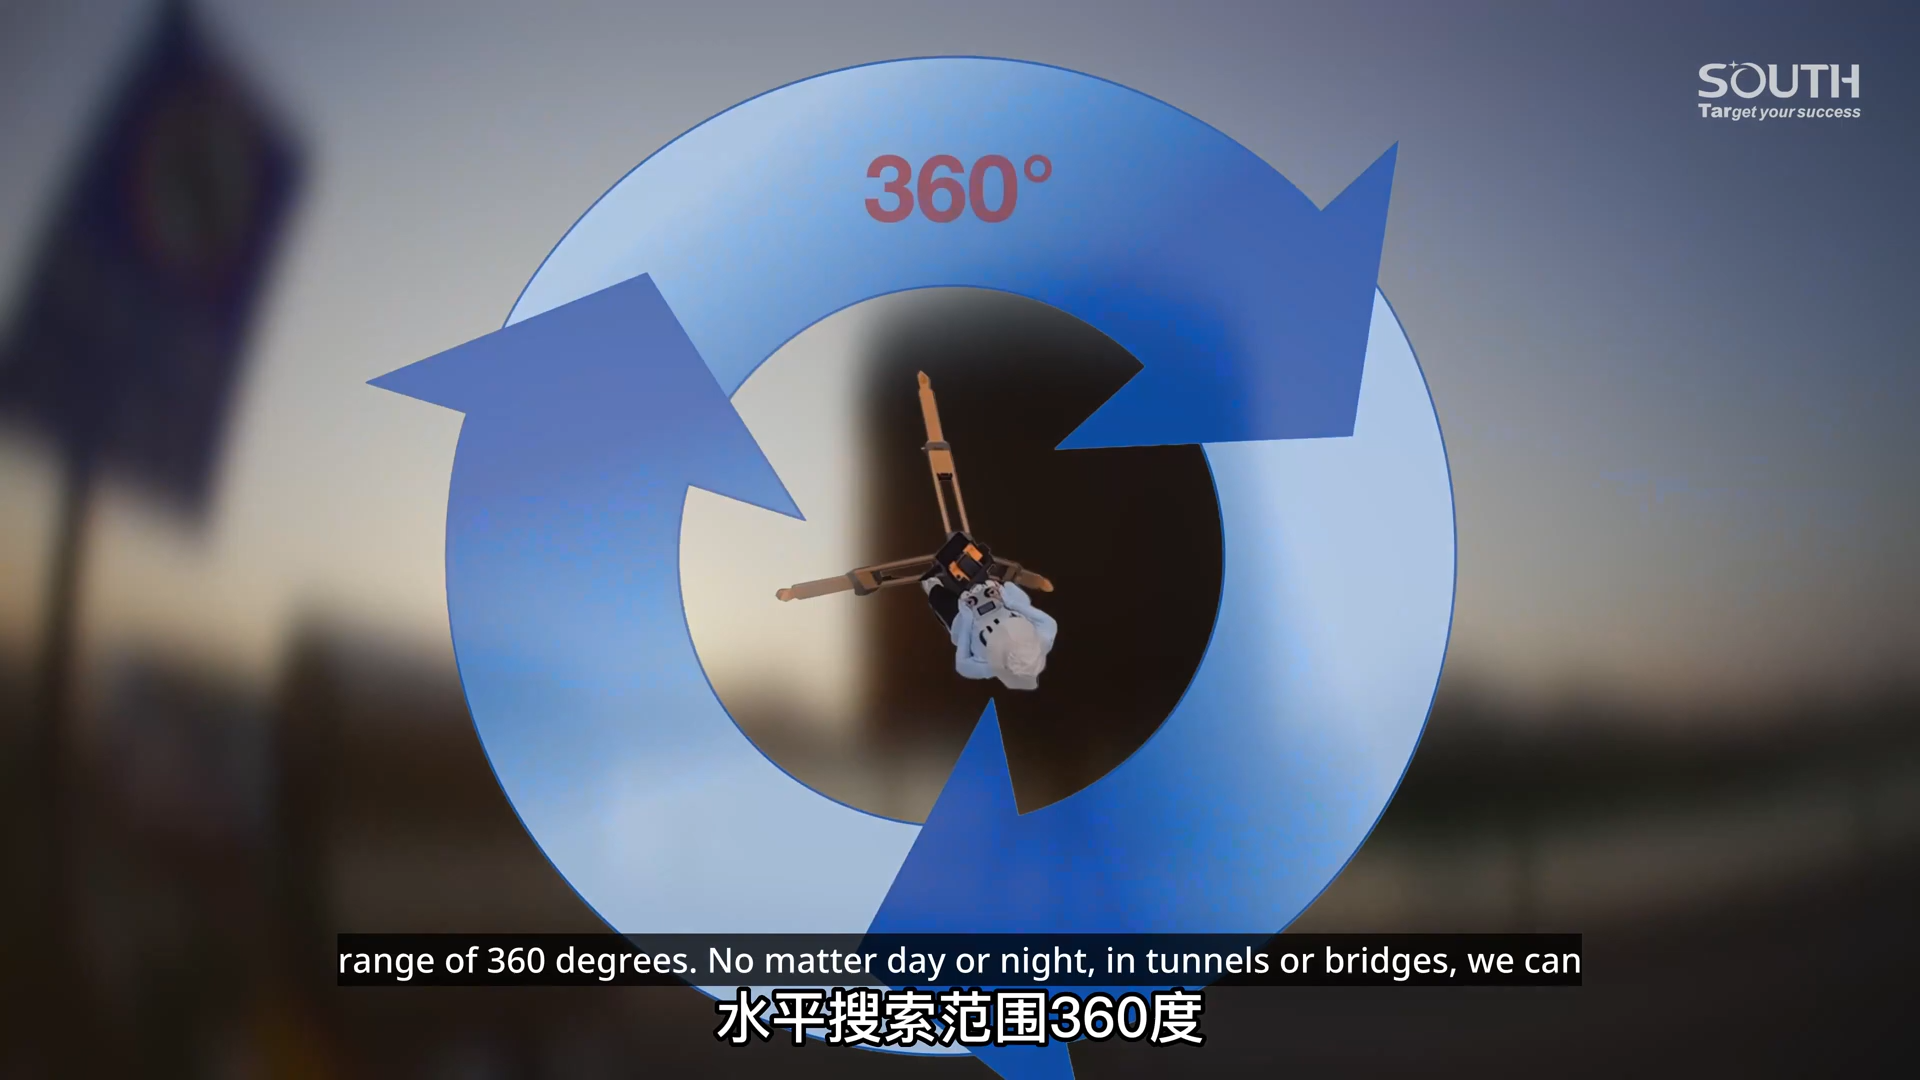 SOUTH
Target your success
360°
range of 360 degrees. No matter day or night, in tunnels or bridges, we can
水平搜索范围360度